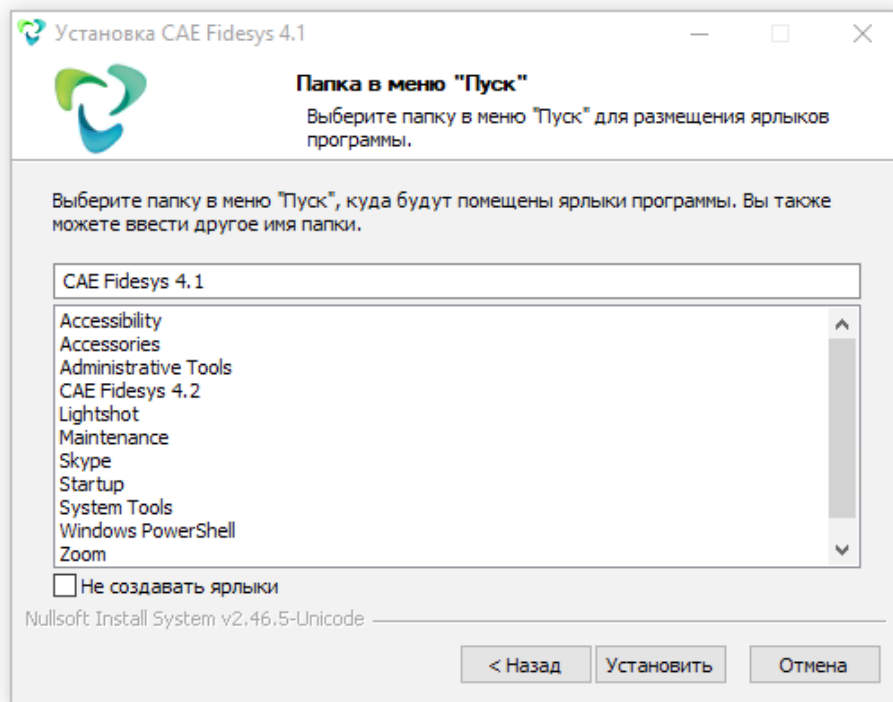 Установка CAE Fidesys 4.1
Папка в меню "Пуск"
Выберите папку в меню "Пуск" для размещения ярлыков
программы.
Выберите папку в меню "Пуск", куда будут помещены ярлыки программы. Вы также
можете ввести другое имя папки.
CAE Fidesys 4.1
Accessibility
Accessories
Administrative Tools
CAE Fidesys 4.2
Lightshot
Maintenance
Skype
Startup
System Tools
Windows PowerShell
Zoom
Не создавать ярлыки
Nullsoft Install System v2.46.5-Unicode
< Назад Установить Отмена